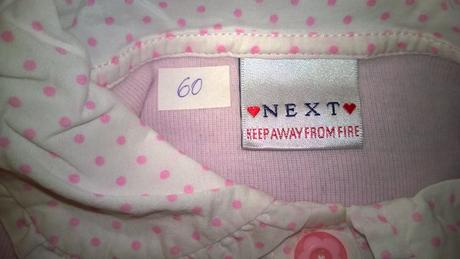 60
NEXT
KEEP AWAY FROM FIRE